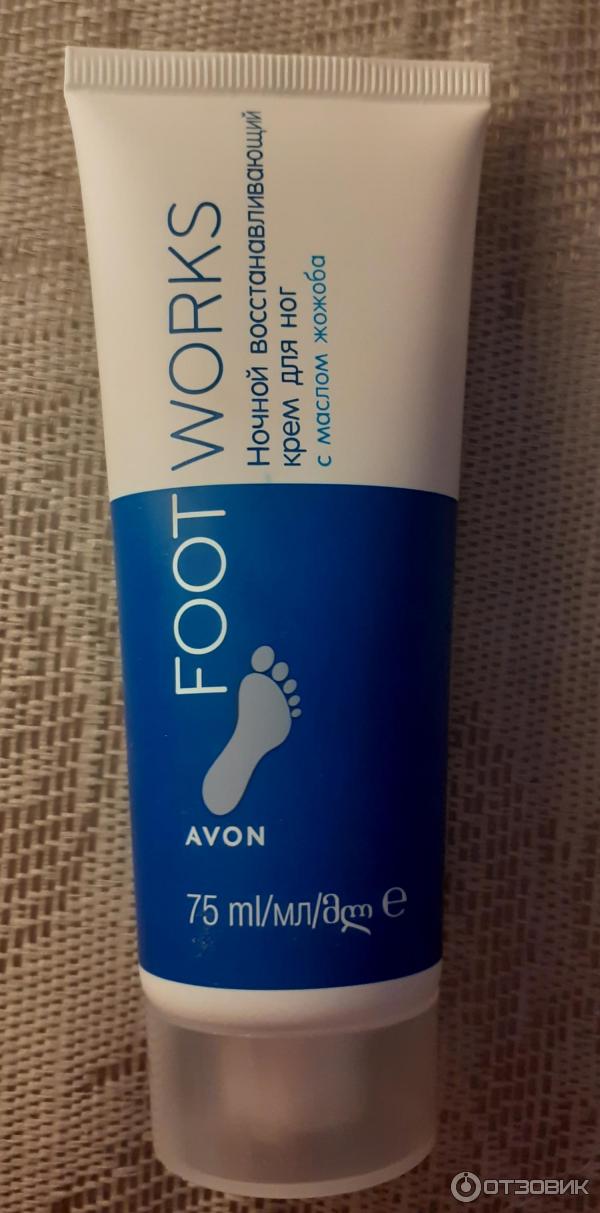 FOOT WORKS
Ночной восстанавливающий
крем для ног
с маслом жожоба
AVON
75 ml/мл/მლ e
ОТЗОВИК